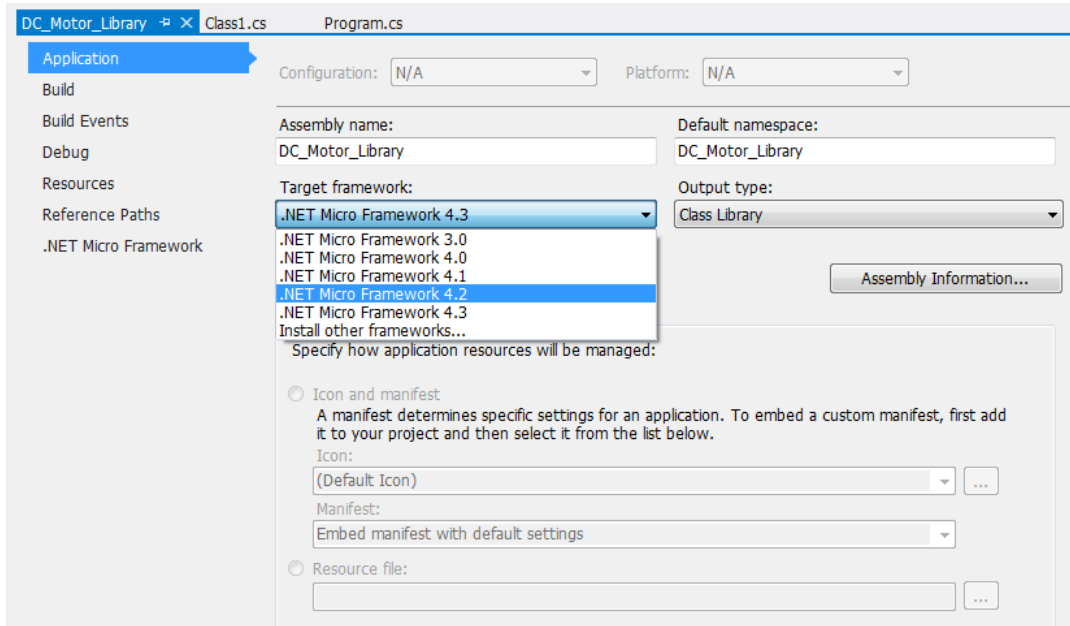 DC_Motor_Library Class1.cs Program.cs
Application
Build
Build Events
Debug
Resources
Reference Paths
.NET Micro Framework
Configuration: N/A Platform: N/A
Assembly name: Default namespace:
DC_Motor_Library DC_Motor_Library
Target framework: Output type:
.NET Micro Framework 4.3 Class Library
.NET Micro Framework 3.0
.NET Micro Framework 4.0
.NET Micro Framework 4.1
.NET Micro Framework 4.2
.NET Micro Framework 4.3
Install other frameworks...
Assembly Information...
Specify how application resources will be managed:
Icon and manifest
A manifest determines specific settings for an application. To embed a custom manifest, first add
it to your project and then select it from the list below.
Icon:
(Default Icon) ...
Manifest:
Embed manifest with default settings
Resource file:
...